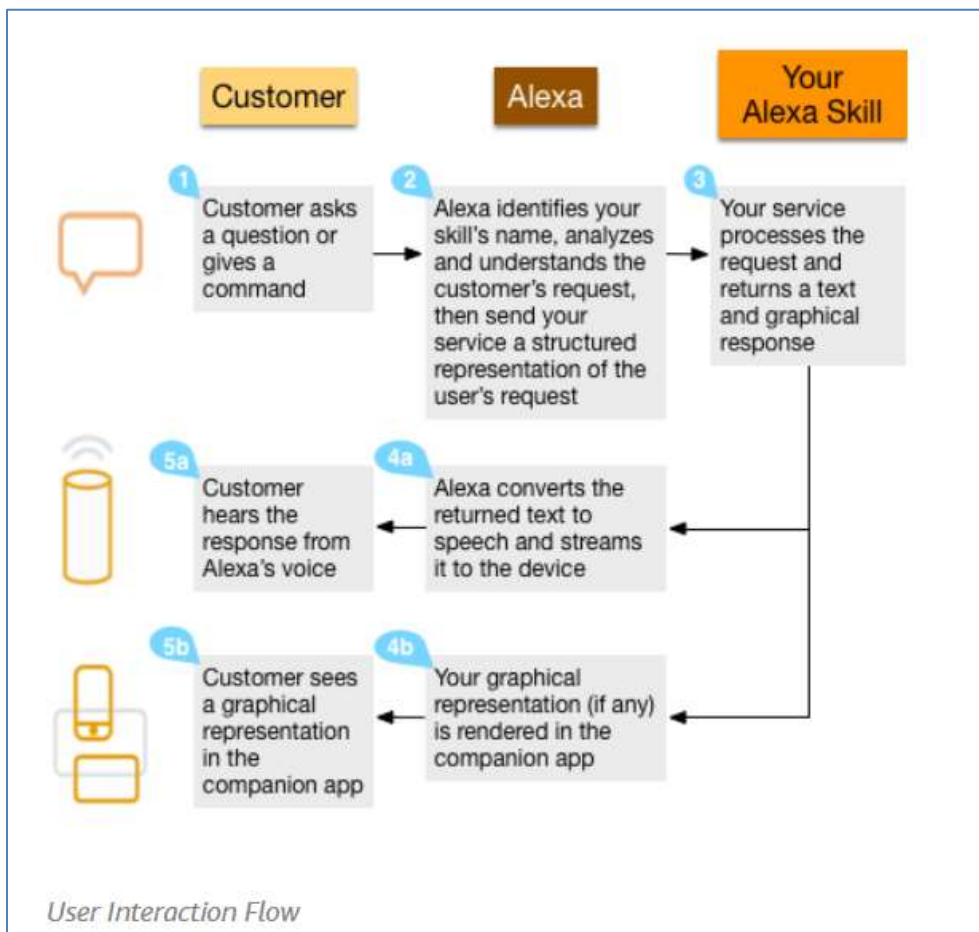 Customer
Alexa
Your
Alexa Skill
1
Customer asks
a question or
gives a
command
2
Alexa identifies your
skill's name, analyzes
and understands the
customer's request,
then send your
service a structured
representation of the
user's request
3
Your service
processes the
request and
returns a text
and graphical
response
4a
Alexa converts the
returned text to
speech and streams
it to the device
5a
Customer
hears the
response from
Alexa's voice
4b
Your graphical
representation (if any)
is rendered in the
companion app
5b
Customer sees
a graphical
representation
in the
companion app
User Interaction Flow